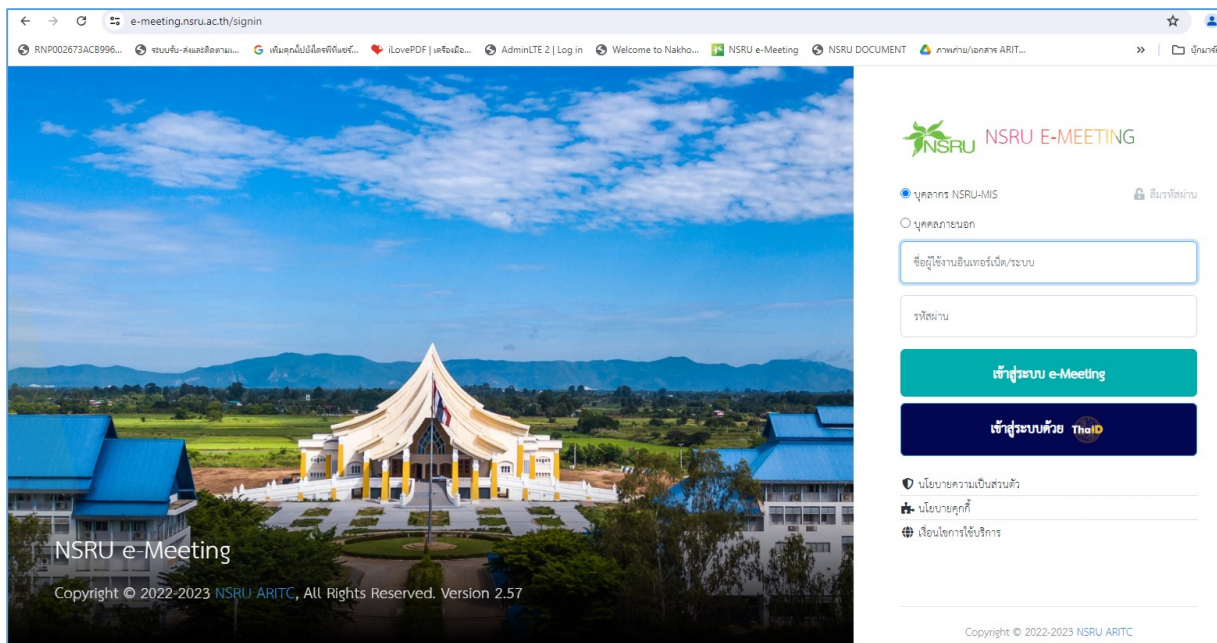 e-meeting.nsru.ac.th/signin
RNP002673ACB996... ระบบรับ-ส่งและติดตามเ... iLovePDF | เครื่องมือ... AdminLTE 2 | Log in Welcome to Nakho... NSRU e-Meeting NSRU DOCUMENT ภาพถ่าย/เอกสาร ARIT... »
NSRU NSRU E-MEETING
บุคลากร NSRU-MIS ลืมรหัสผ่าน
บุคคลภายนอก
ชื่อผู้ใช้งานอินเทอร์เน็ต/ระบบ
รหัสผ่าน
เข้าสู่ระบบ e-Meeting
เข้าสู่ระบบด้วย ThaID
นโยบายความเป็นส่วนตัว
นโยบายคุกกี้
เงื่อนไขการใช้บริการ
NSRU e-Meeting
Copyright © 2022-2023 NSRU ARITC, All Rights Reserved. Version 2.57
Copyright © 2022-2023 NSRU ARITC